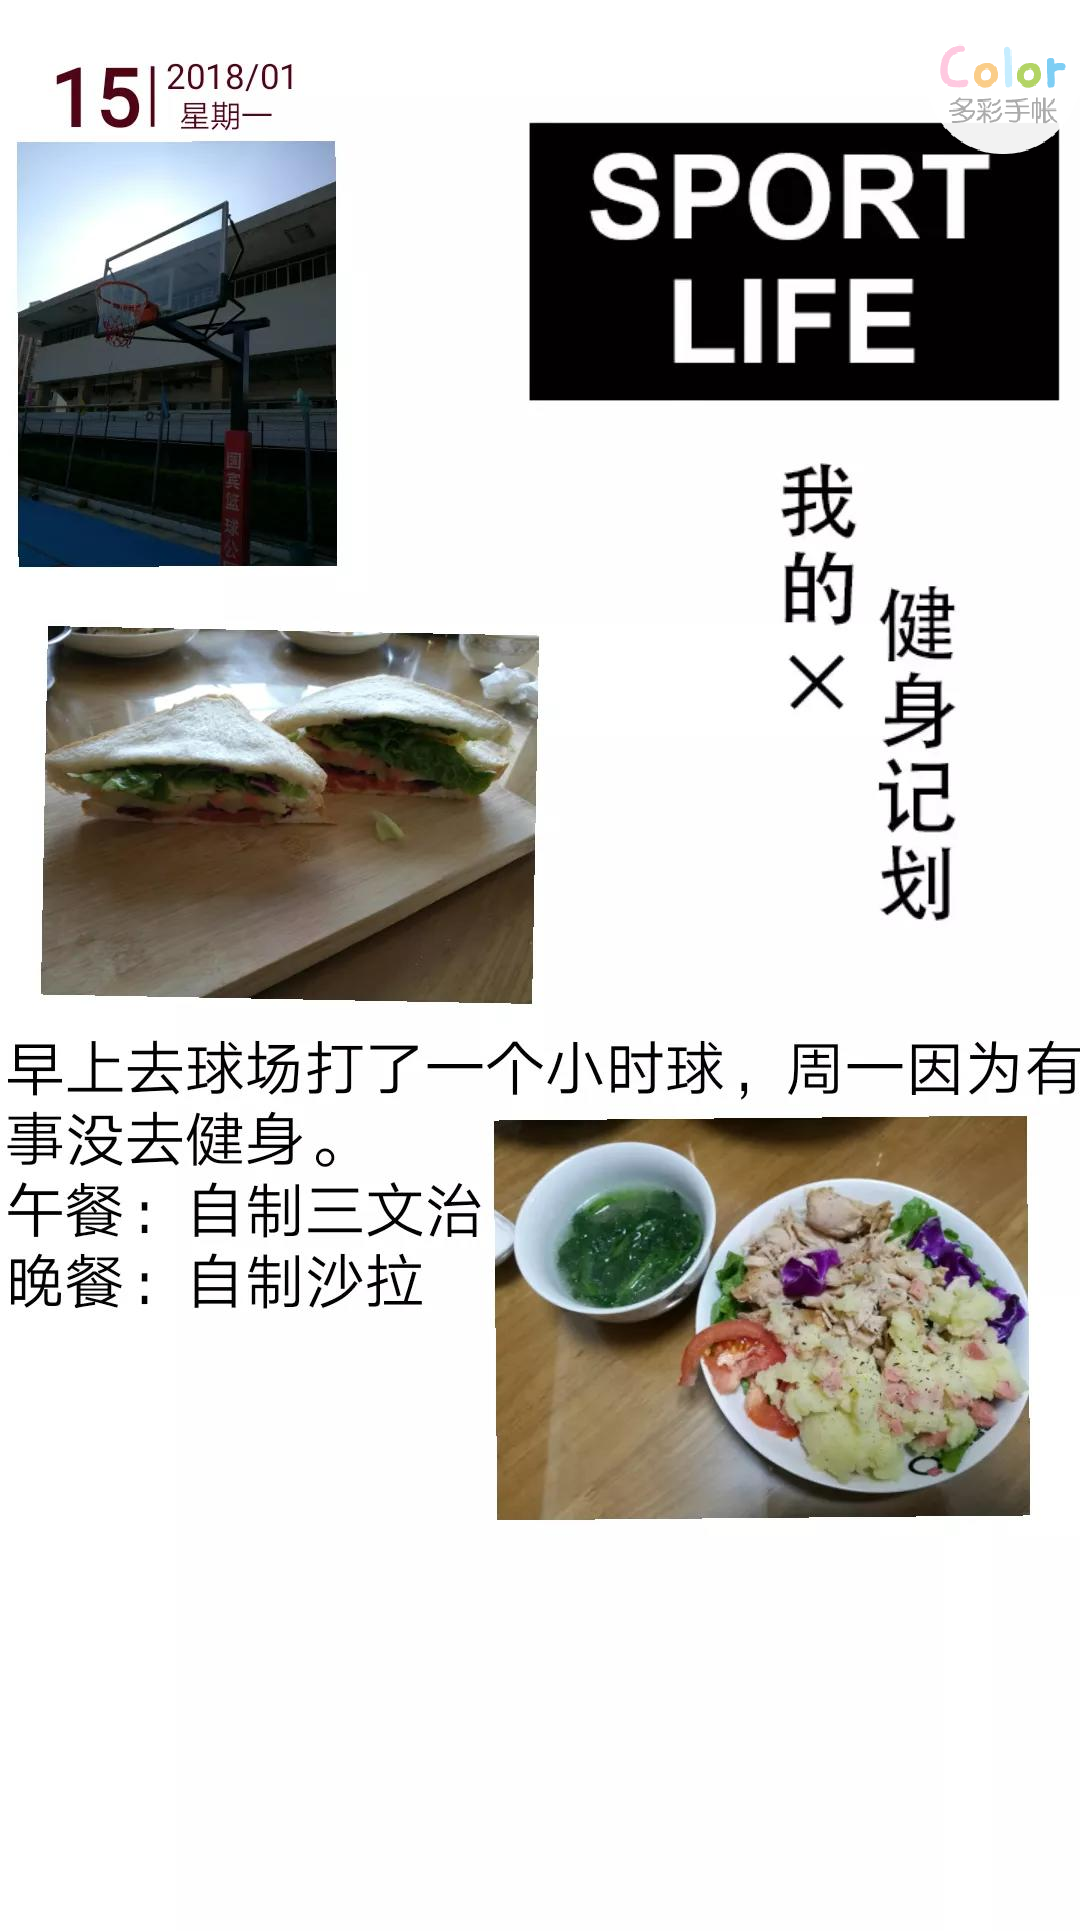 15
2018/01
星期一
Color
多彩手帐
SPORT
LIFE
我的×
健身记划
国宾篮球公
早上去球场打了一个小时球，周一因为有
事没去健身。
午餐：自制三文治
晚餐：自制沙拉